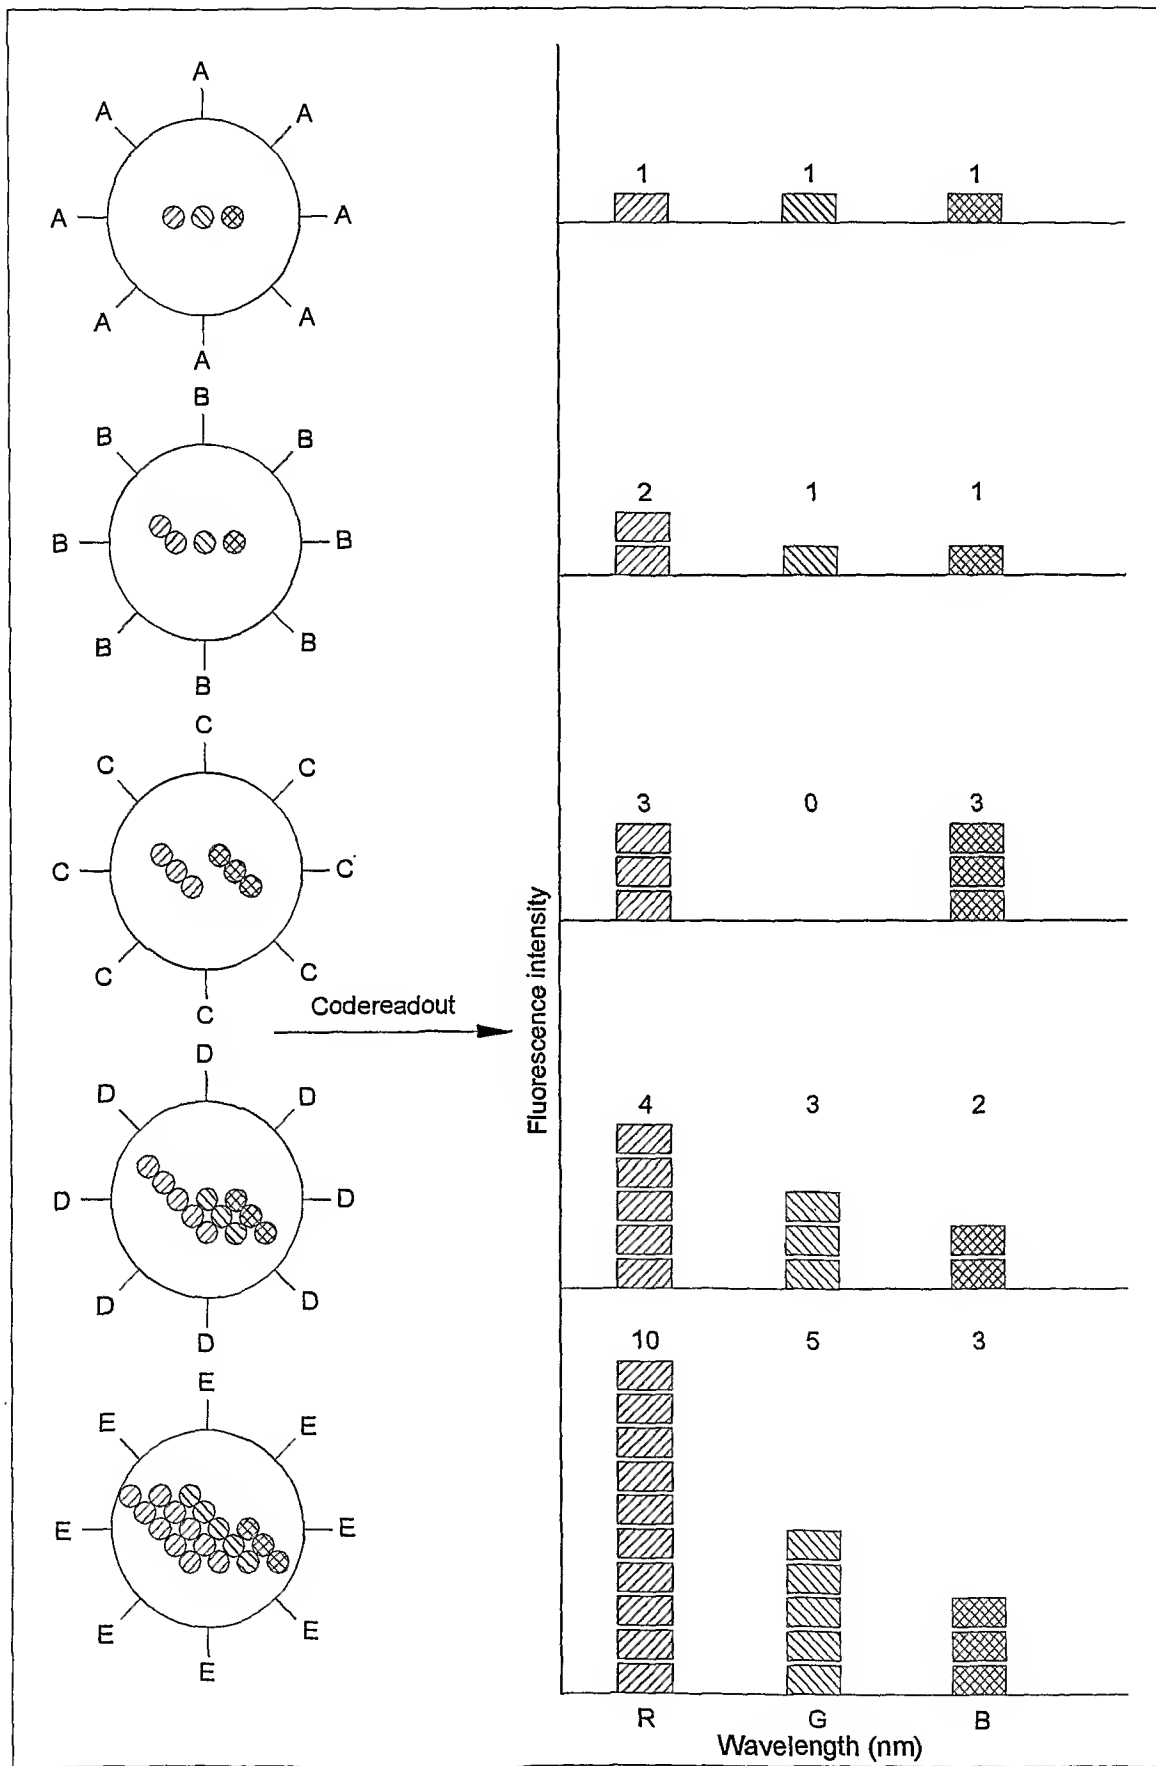 A
A A
A A
A A
A
B
B B
B B
B B
B
C
C C
C C
C C
C
D
D D
D D
D D
D
E
E E
E E
E E
E
Codereadout
Fluorescence intensity
1 1 1
2 1 1
3 0 3
4 3 2
10 5 3
R G B
Wavelength (nm)